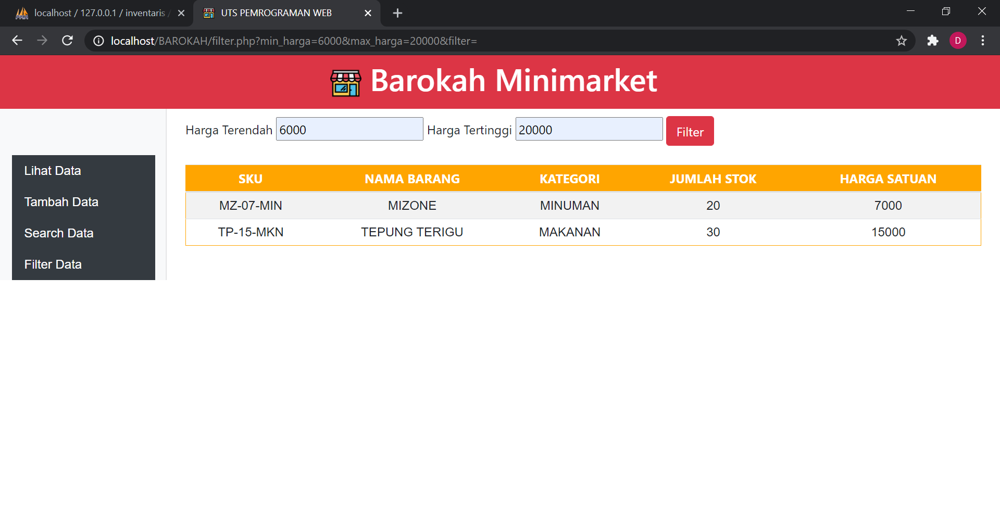 localhost / 127.0.0.1 / inventaris /
UTS PEMROGRAMAN WEB
localhost/BAROKAH/filter.php?min_harga=6000&max_harga=20000&filter=
D
Barokah Minimarket
Harga Terendah 6000 Harga Tertinggi 20000 Filter
Lihat Data
Tambah Data
Search Data
Filter Data
SKU NAMA BARANG KATEGORI JUMLAH STOK HARGA SATUAN
MZ-07-MIN MIZONE MINUMAN 20 7000
TP-15-MKN TEPUNG TERIGU MAKANAN 30 15000